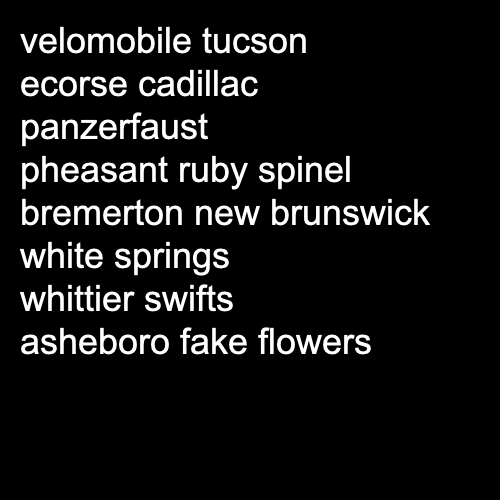 velomobile tucson
ecorse cadillac
panzerfaust
pheasant ruby spinel
bremerton new brunswick
white springs
whittier swifts
asheboro fake flowers